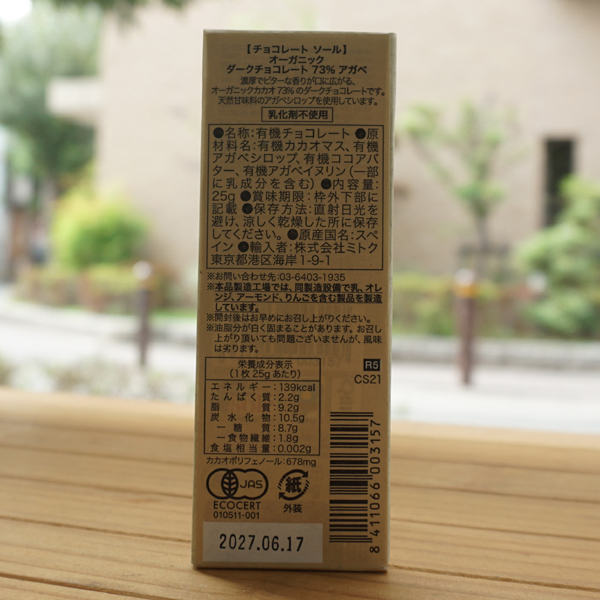 【チョコレート ソール】
オーガニック
ダークチョコレート 73% アガベ
濃厚でビターな香りが口に広がる、
オーガニックカカオ 73% のダークチョコレートです。
天然甘味料のアガベシロップを使用しています。
乳化剤不使用
●名称:有機チョコレート ●原
材料名:有機カカオマス、有機
アガベシロップ、有機ココアバ
ター、有機アガベイヌリン(一部
に乳成分を含む) ●内容量:
25g ●賞味期限:枠外下部に
記載 ●保存方法:直射日光を
避け、涼しく乾燥した所に保存
してください。●原産国名:スペ
イン ●輸入者:株式会社ミトク
東京都港区海岸 1-9-1
※お問い合わせ先:03-6403-1935
※本品製造工場では、同製造設備で乳、オレ
ンジ、アーモンド、りんごを含む製品を製造
しています。
※開封後はお早めにお召し上がりください。
※油脂分が白く固まることがあります。お召し
上がり頂いても問題ございませんが、風味
は劣ります。
栄養成分表示
(1枚 25g あたり)
エネルギー:139kcal
たんぱく質:2.2g
脂質:9.2g
炭水化物:10.5g
―糖質:8.7g
―食物繊維:1.8g
食塩相当量:0.002g
カカオポリフェノール:678mg
R5
CS21
JAS
ECOCERT
010511-001
紙
外装
8 411066 003157
2027.06.17